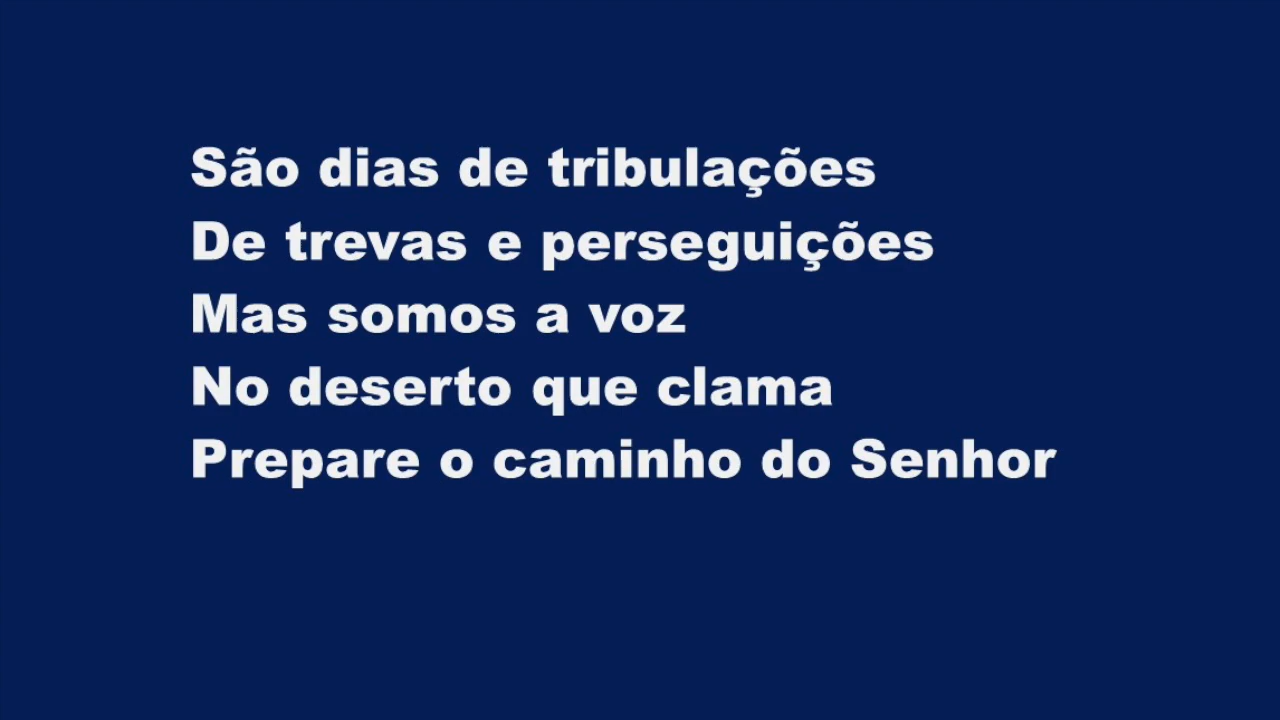 São dias de tribulações
De trevas e perseguições
Mas somos a voz
No deserto que clama
Prepare o caminho do Senhor